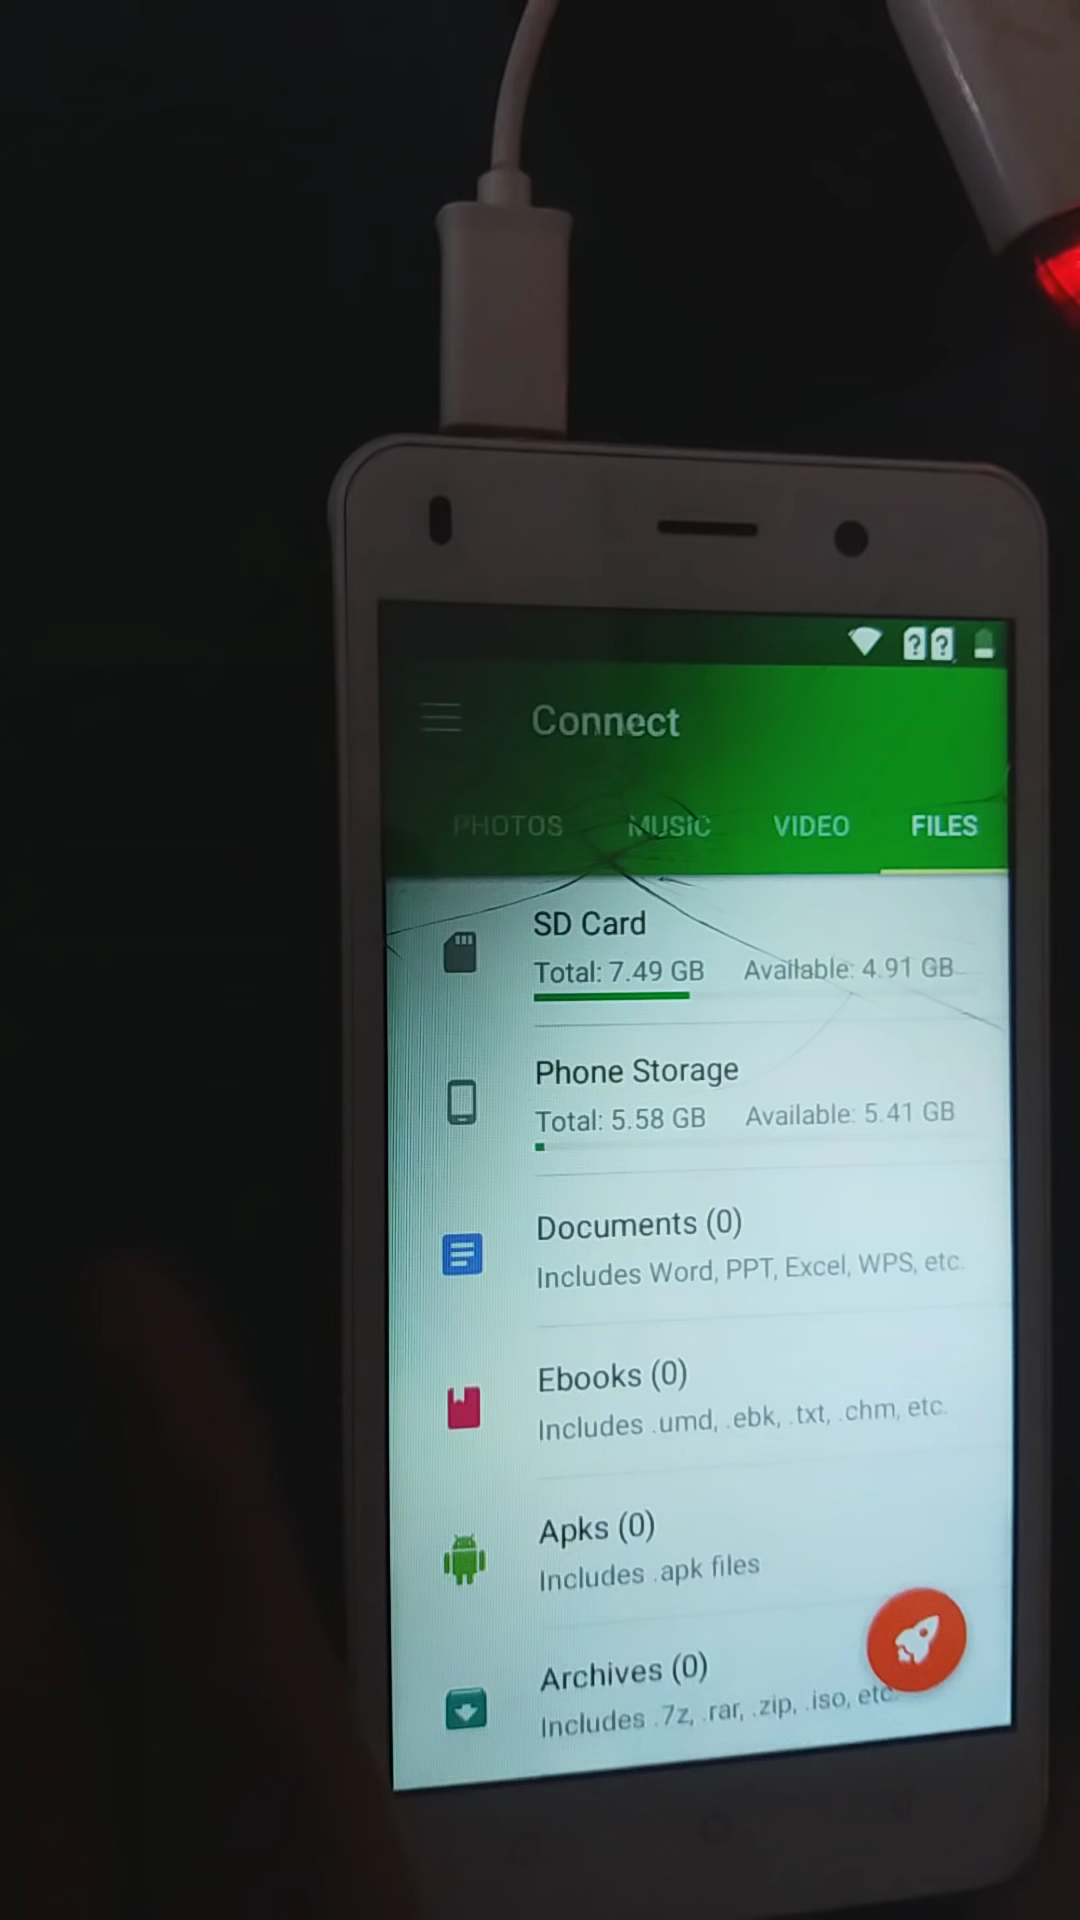 ? ?
Connect
PHOTOS MUSIC VIDEO FILES
SD Card
Total: 7.49 GB Available: 4.91 GB
Phone Storage
Total: 5.58 GB Available: 5.41 GB
Documents (0)
Includes Word, PPT, Excel, WPS, etc.
Ebooks (0)
Includes .umd, .ebk, .txt, .chm, etc.
Apks (0)
Includes .apk files
Archives (0)
Includes .7z, .rar, .zip, .iso, etc.